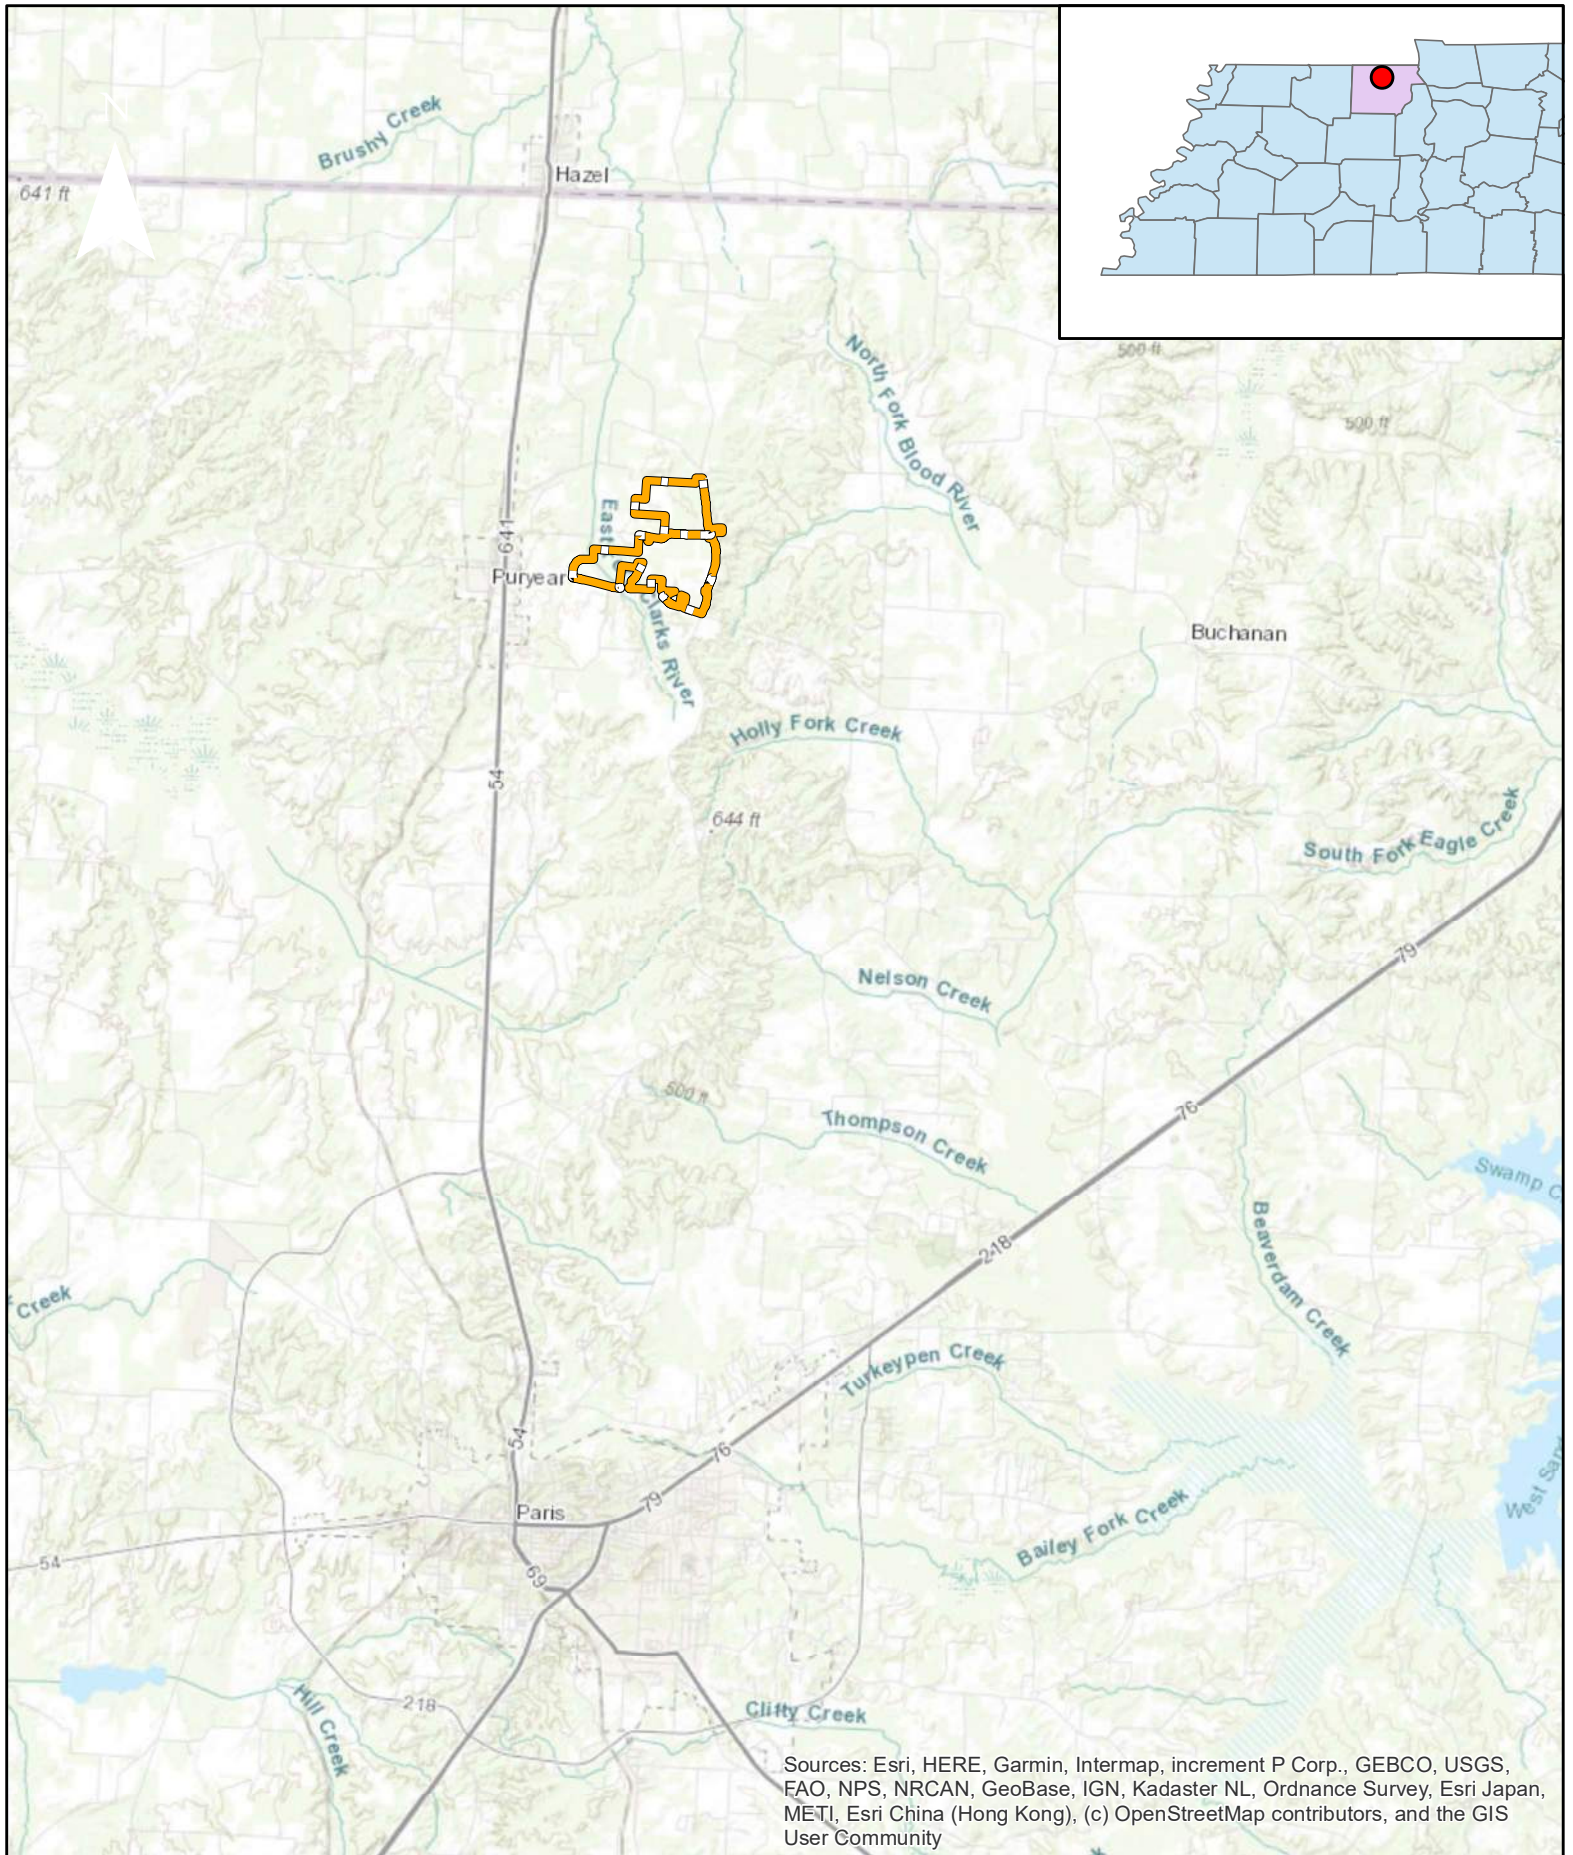 N
Brushy Creek
Hazel
641 ft
500 ft
500 ft
North Fork Blood River
East
641
Puryear
Clarks River
Buchanan
Holly Fork Creek
54
644 ft
South Fork Eagle Creek
79
Nelson Creek
500 ft
76
Thompson Creek
Swamp C
218
Beaverdam Creek
Creek
Turkeypen Creek
54
76
79
Paris
West San
Bailey Fork Creek
54
69
218
Hill Creek
Clifty Creek
Sources: Esri, HERE, Garmin, Intermap, increment P Corp., GEBCO, USGS,
FAO, NPS, NRCAN, GeoBase, IGN, Kadaster NL, Ordnance Survey, Esri Japan,
METI, Esri China (Hong Kong), (c) OpenStreetMap contributors, and the GIS
User Community